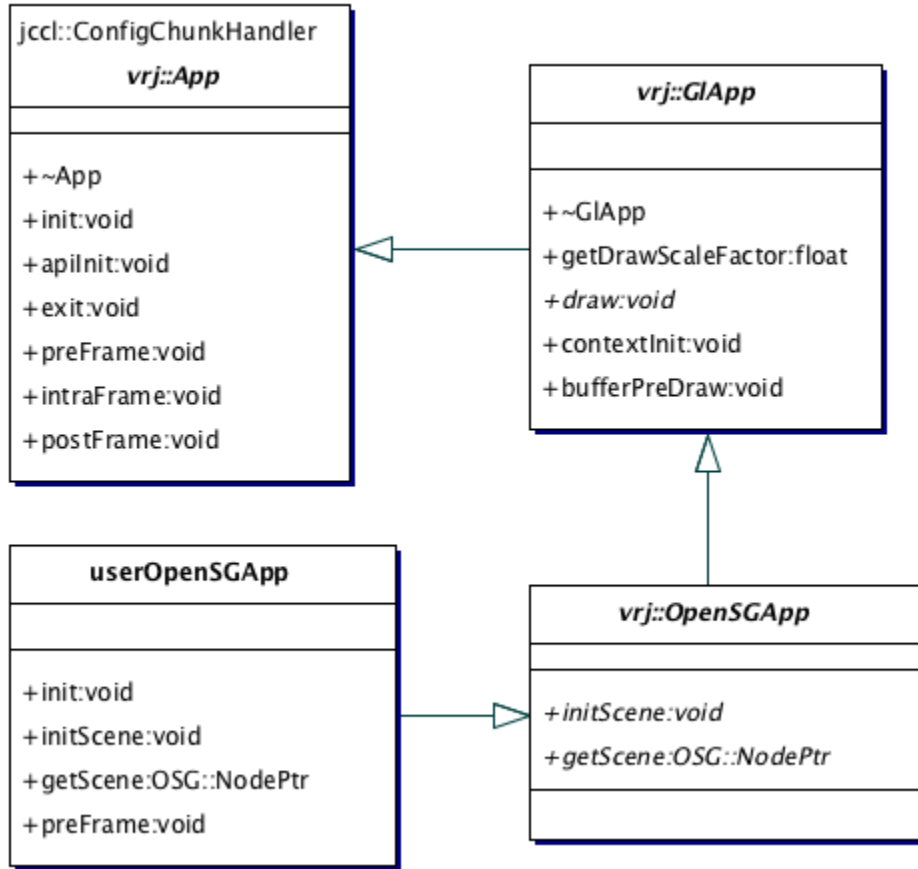 jccl::ConfigChunkHandler
vrj::App
+~App
+init:void
+apiInit:void
+exit:void
+preFrame:void
+intraFrame:void
+postFrame:void
vrj::GlApp
+~GlApp
+getDrawScaleFactor:float
+draw:void
+contextInit:void
+bufferPreDraw:void
userOpenSGApp
+init:void
+initScene:void
+getScene:OSG::NodePtr
+preFrame:void
vrj::OpenSGApp
+initScene:void
+getScene:OSG::NodePtr